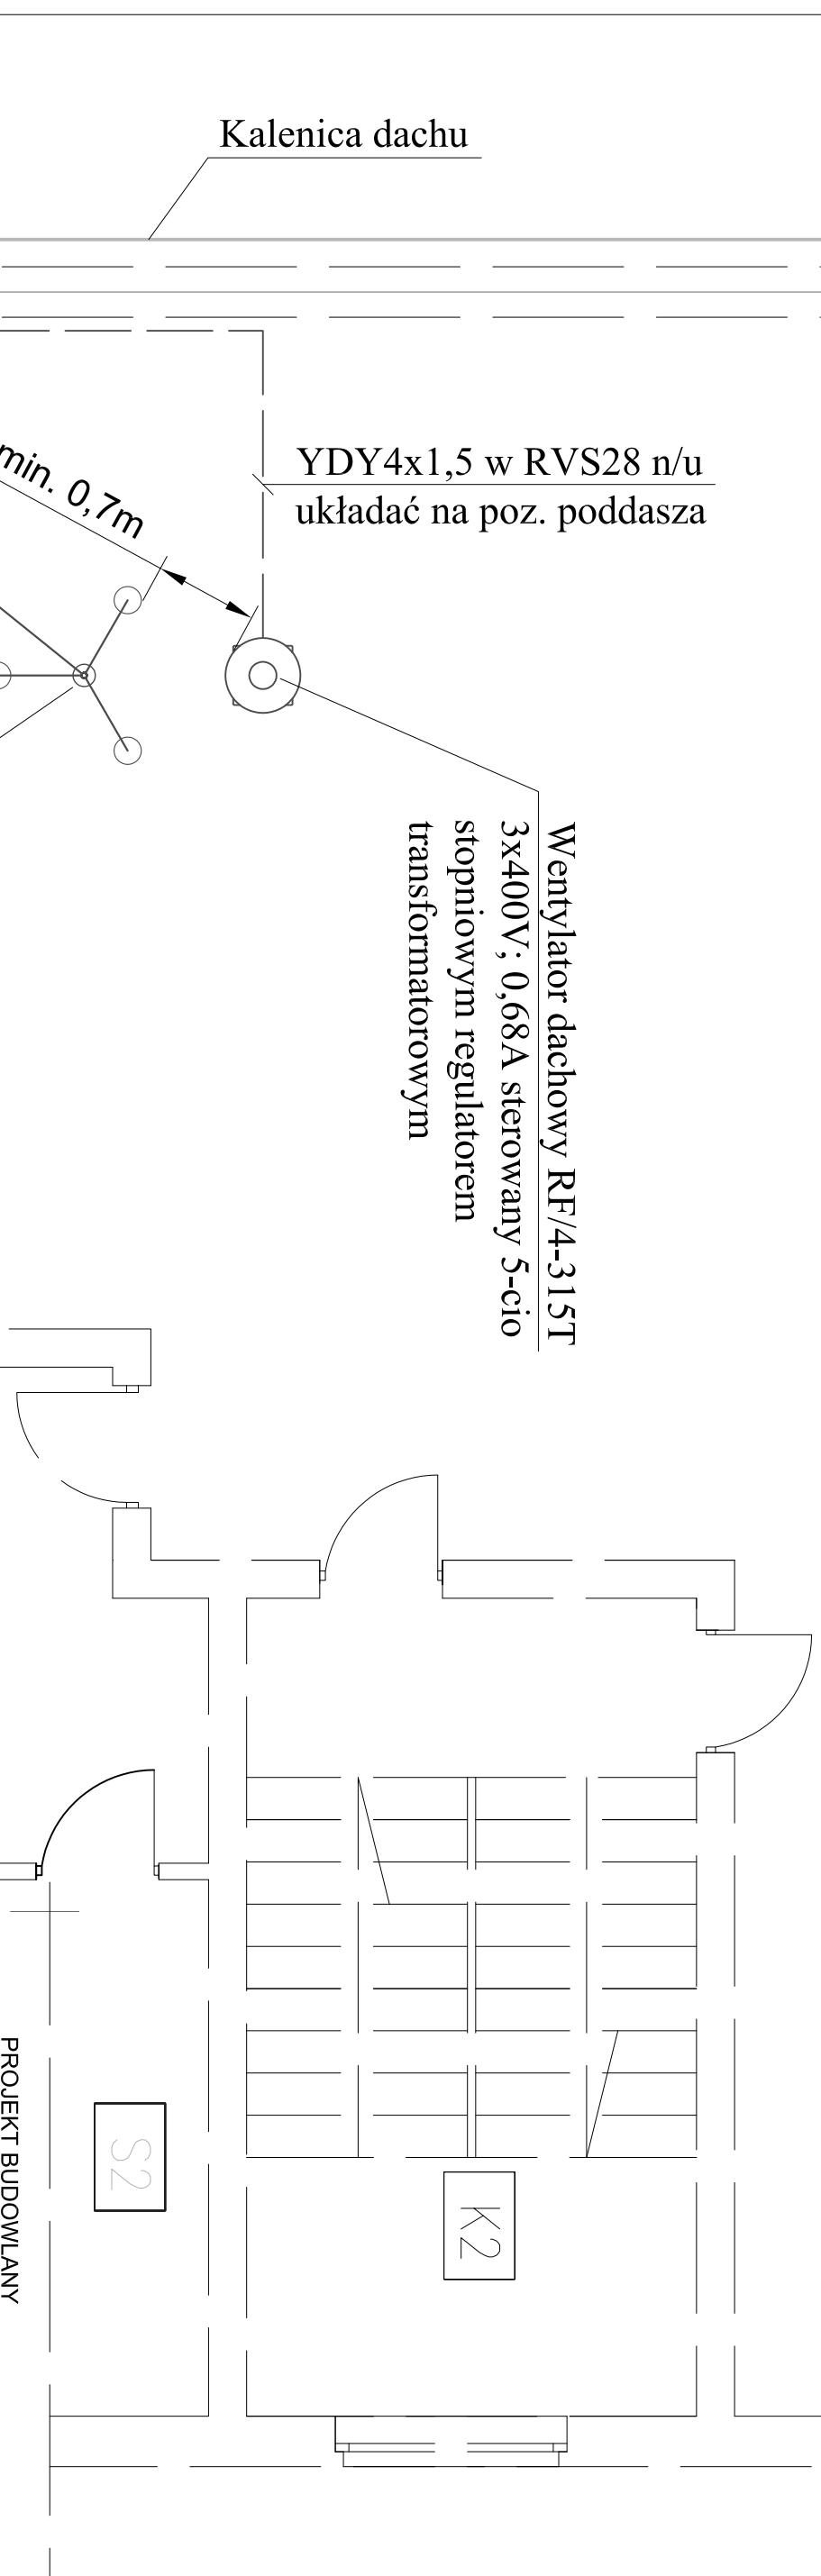 Kalenica dachu
YDY4x1,5 w RVS28 n/u
układać na poz. poddasza
min. 0,7m
Wentylator dachowy RF/4-315T
3x400V; 0,68A sterowany 5-cio
stopniowym regulatorem
transformatorowym
S2
K2
PROJEKT BUDOWLANY